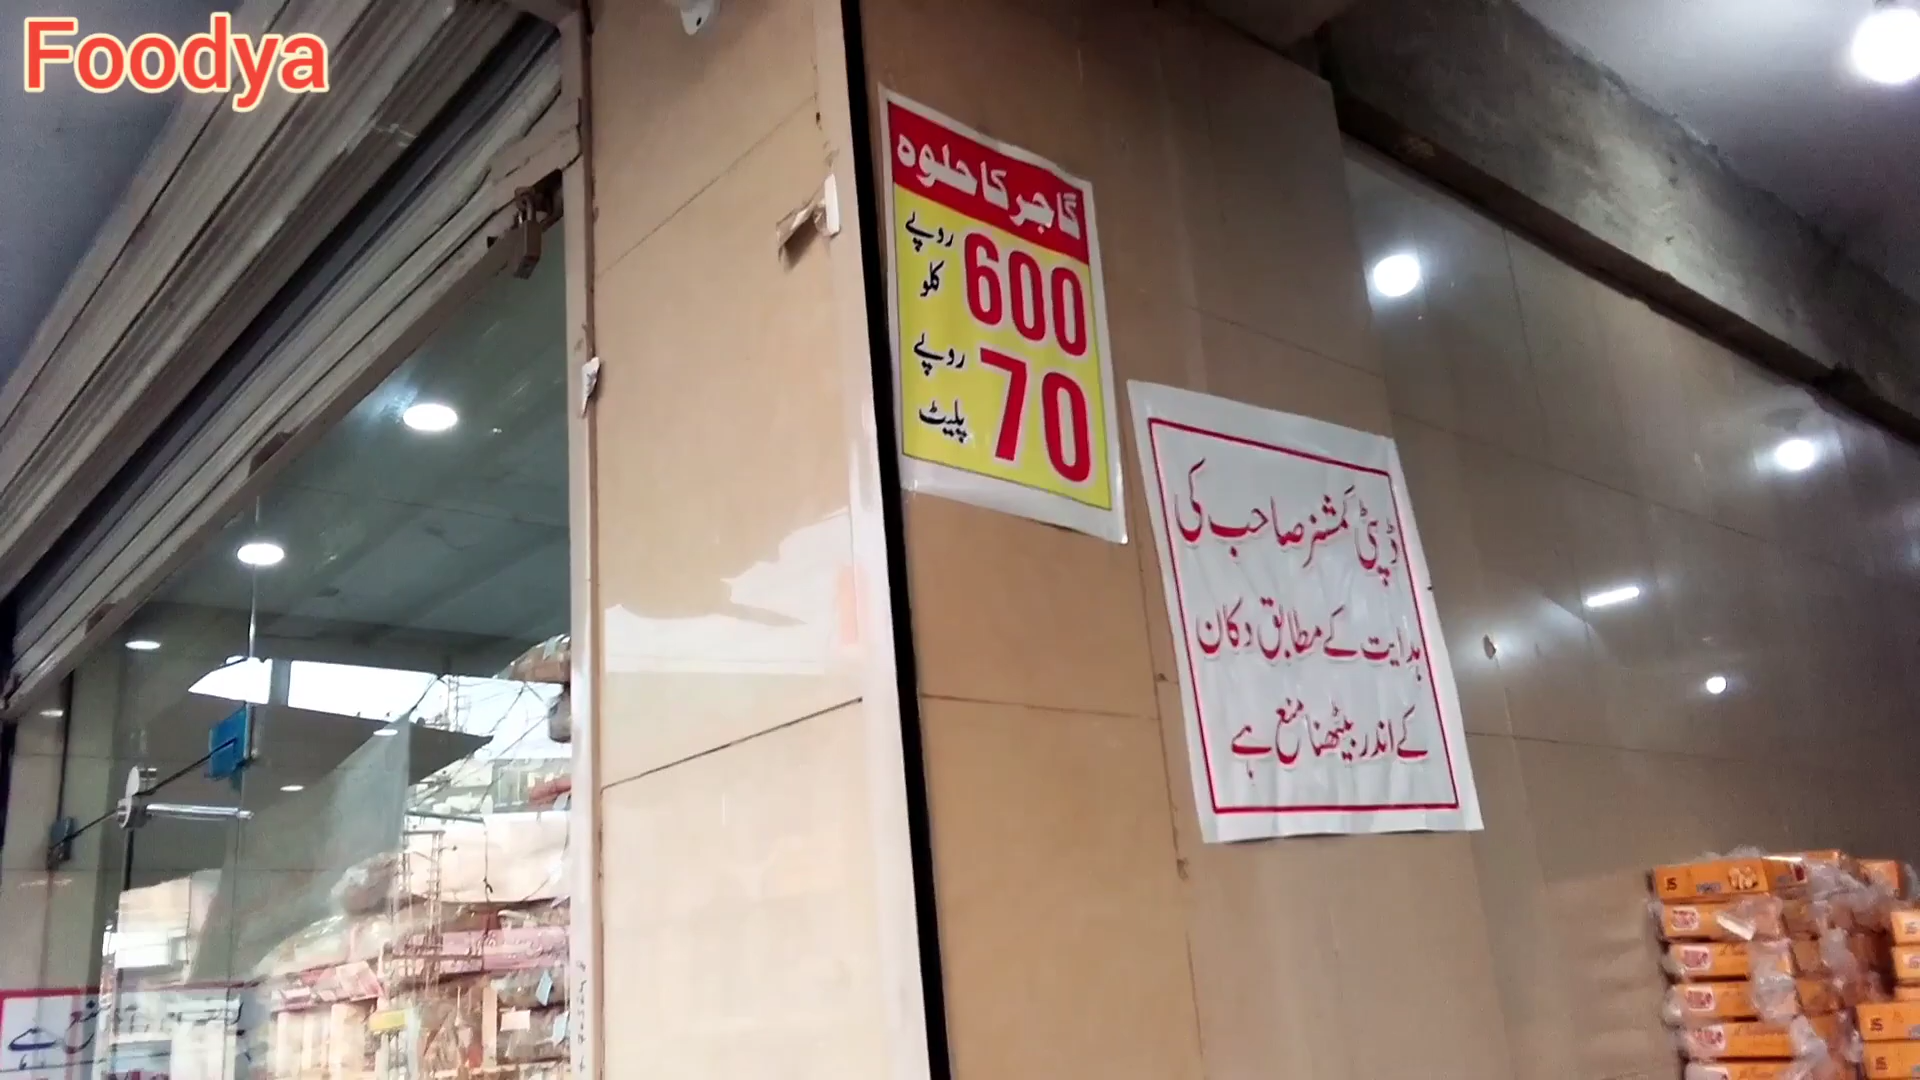 Foodya
گاجر کا حلوہ
600 روپے کلو
70 روپے پلیٹ
ڈپٹی کمشنر صاحب کی
ہدایت کے مطابق دکان
کے اندر بیٹھنا منع ہے